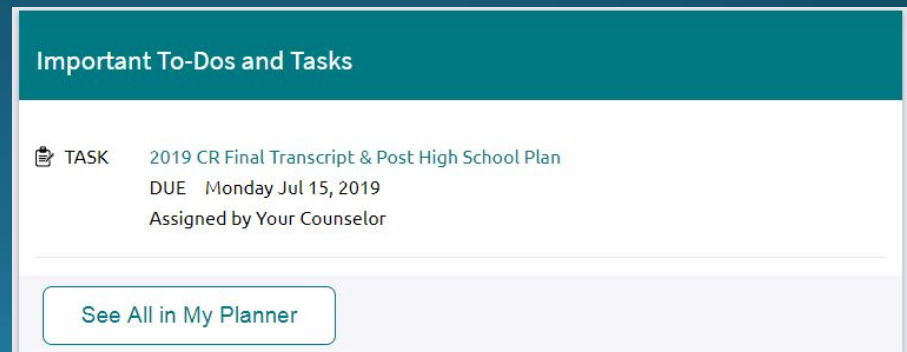 Important To-Dos and Tasks
TASK 2019 CR Final Transcript & Post High School Plan
DUE Monday Jul 15, 2019
Assigned by Your Counselor
See All in My Planner